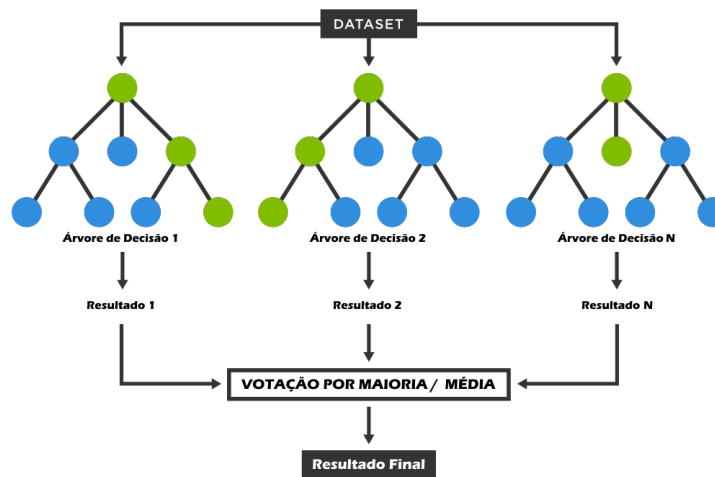 DATASET
Árvore de Decisão 1
Árvore de Decisão 2
Árvore de Decisão N
Resultado 1
Resultado 2
Resultado N
VOTAÇÃO POR MAIORIA / MÉDIA
Resultado Final